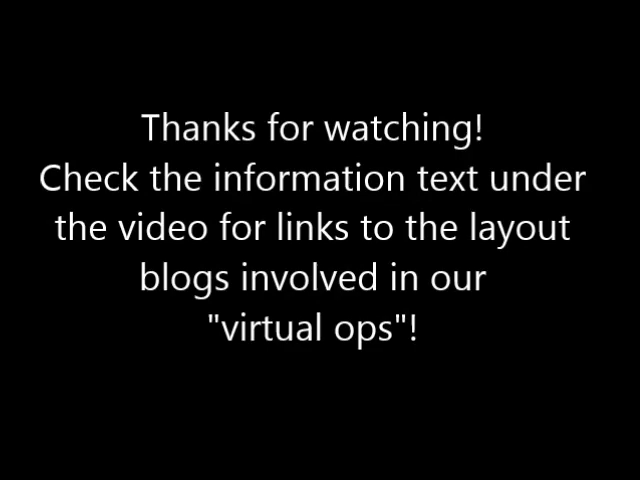 Thanks for watching!
Check the information text under
the video for links to the layout
blogs involved in our
"virtual ops"!